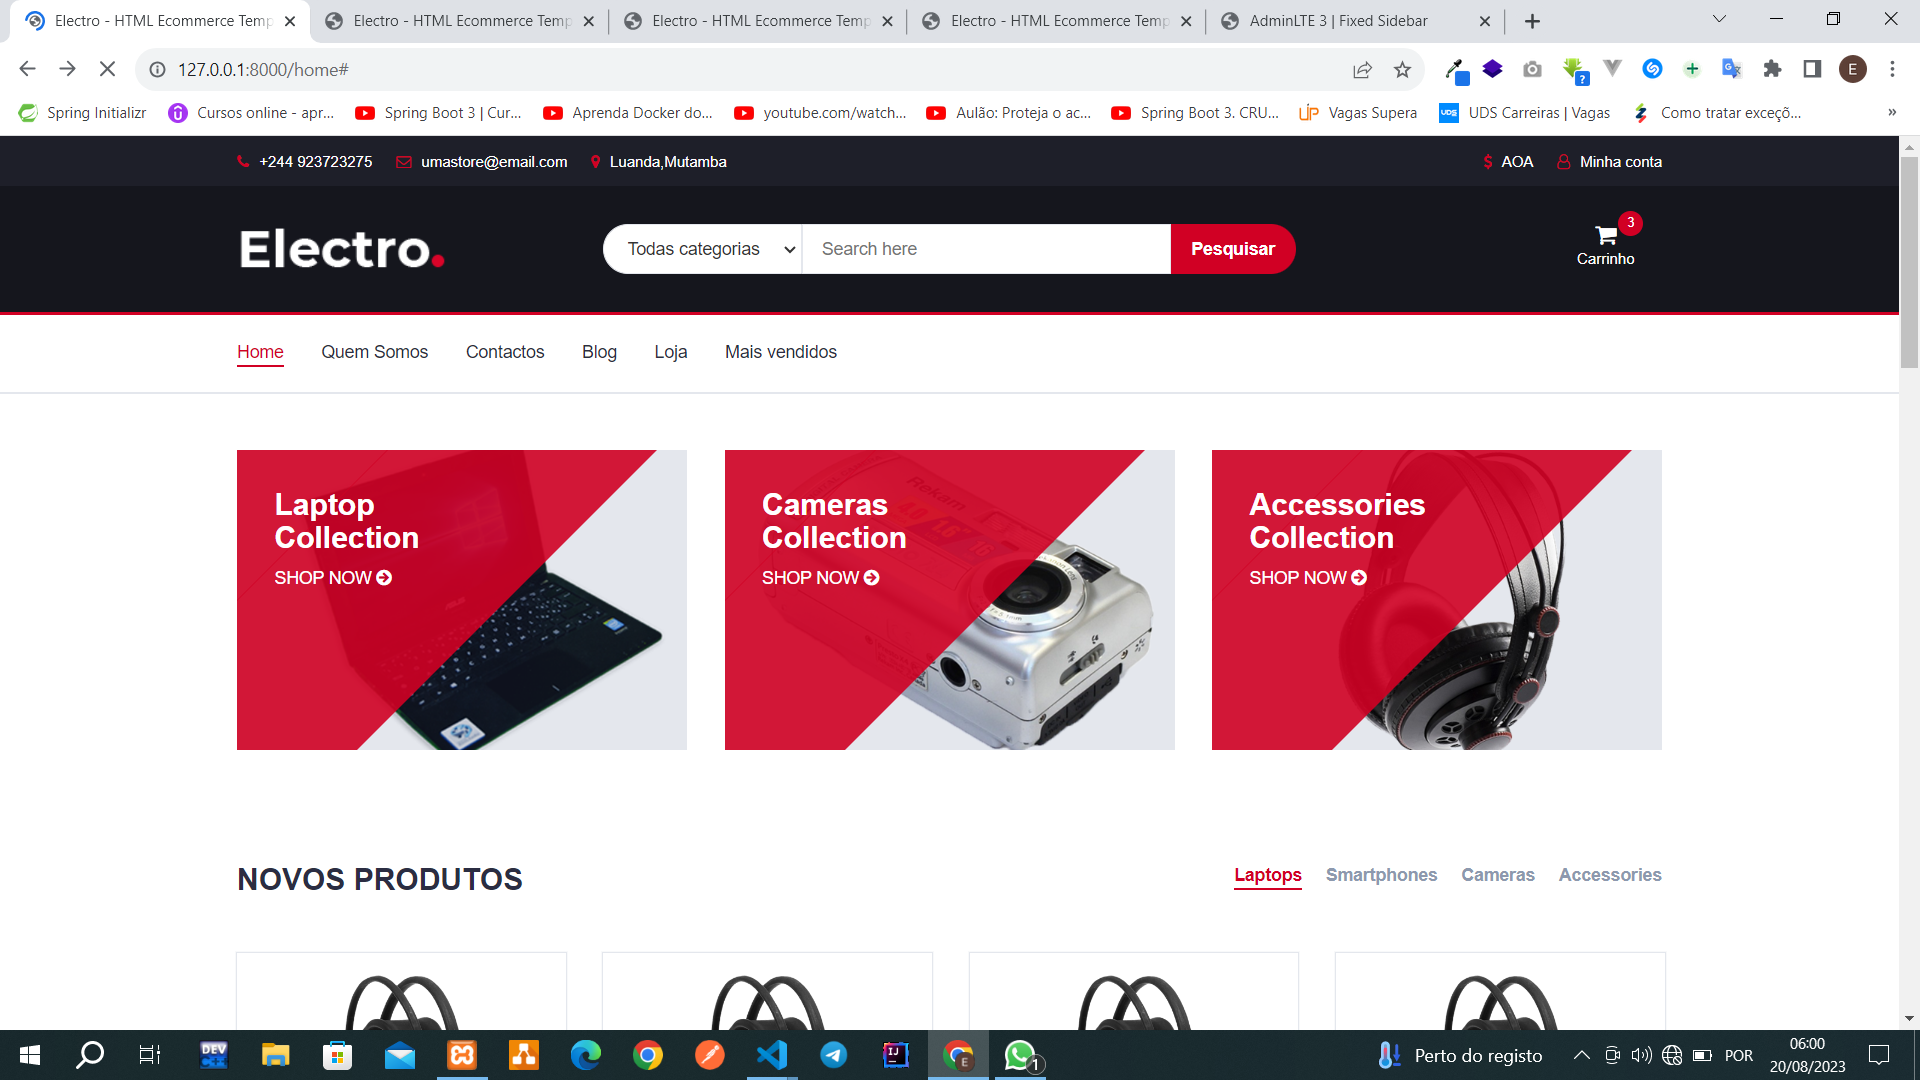 Electro - HTML Ecommerce Temp
Electro - HTML Ecommerce Temp
Electro - HTML Ecommerce Temp
Electro - HTML Ecommerce Temp
AdminLTE 3 | Fixed Sidebar
127.0.0.1:8000/home#
E
Spring Initializr
Cursos online - apr...
Spring Boot 3 | Cur...
Aprenda Docker do...
youtube.com/watch...
Aulão: Proteja o ac...
Spring Boot 3. CRU...
Vagas Supera
UDS Carreiras | Vagas
Como tratar exceçõ...
»
+244 923723275
umastore@email.com
Luanda,Mutamba
$ AOA
Minha conta
Electro.
Todas categorias
Search here
Pesquisar
3
Carrinho
Home
Quem Somos
Contactos
Blog
Loja
Mais vendidos
Laptop
Collection
SHOP NOW
Cameras
Collection
SHOP NOW
Accessories
Collection
SHOP NOW
NOVOS PRODUTOS
Laptops
Smartphones
Cameras
Accessories
DEV
IJ
E
1
Perto do registo
POR
06:00
20/08/2023